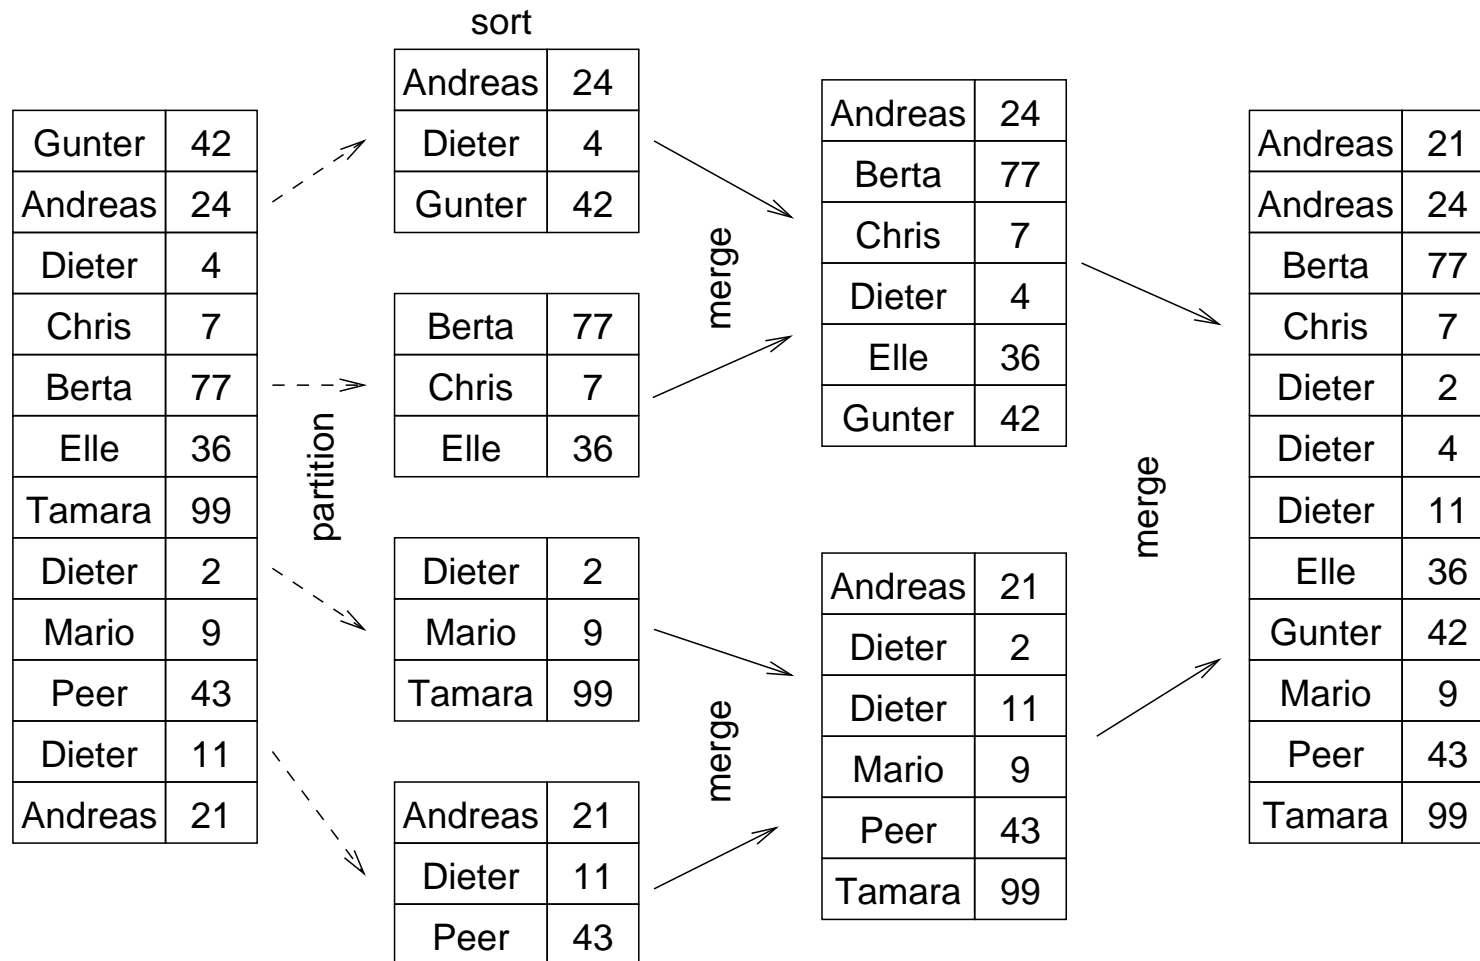 sort
Gunter 42
Andreas 24
Dieter 4
Chris 7
Berta 77
Elle 36
Tamara 99
Dieter 2
Mario 9
Peer 43
Dieter 11
Andreas 21
partition
Andreas 24
Dieter 4
Gunter 42
Berta 77
Chris 7
Elle 36
Dieter 2
Mario 9
Tamara 99
Andreas 21
Dieter 11
Peer 43
merge
merge
Andreas 24
Berta 77
Chris 7
Dieter 4
Elle 36
Gunter 42
Andreas 21
Dieter 2
Dieter 11
Mario 9
Peer 43
Tamara 99
merge
Andreas 21
Andreas 24
Berta 77
Chris 7
Dieter 2
Dieter 4
Dieter 11
Elle 36
Gunter 42
Mario 9
Peer 43
Tamara 99